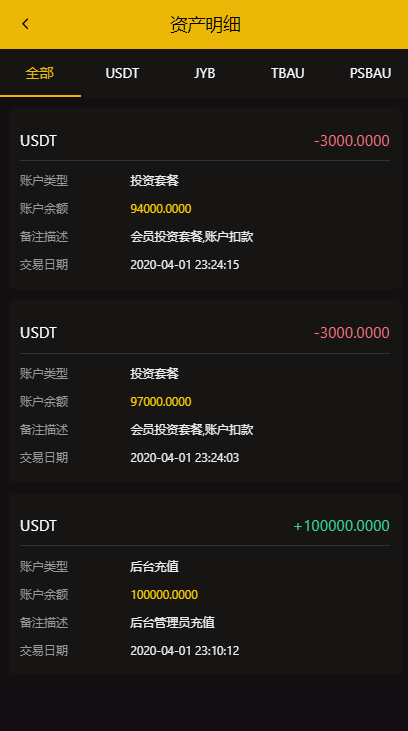 资产明细
全部 USDT JYB TBAU PSBAU
USDT -3000.0000
账户类型 投资套餐
账户余额 94000.0000
备注描述 会员投资套餐,账户扣款
交易日期 2020-04-01 23:24:15
USDT -3000.0000
账户类型 投资套餐
账户余额 97000.0000
备注描述 会员投资套餐,账户扣款
交易日期 2020-04-01 23:24:03
USDT +100000.0000
账户类型 后台充值
账户余额 100000.0000
备注描述 后台管理员充值
交易日期 2020-04-01 23:10:12